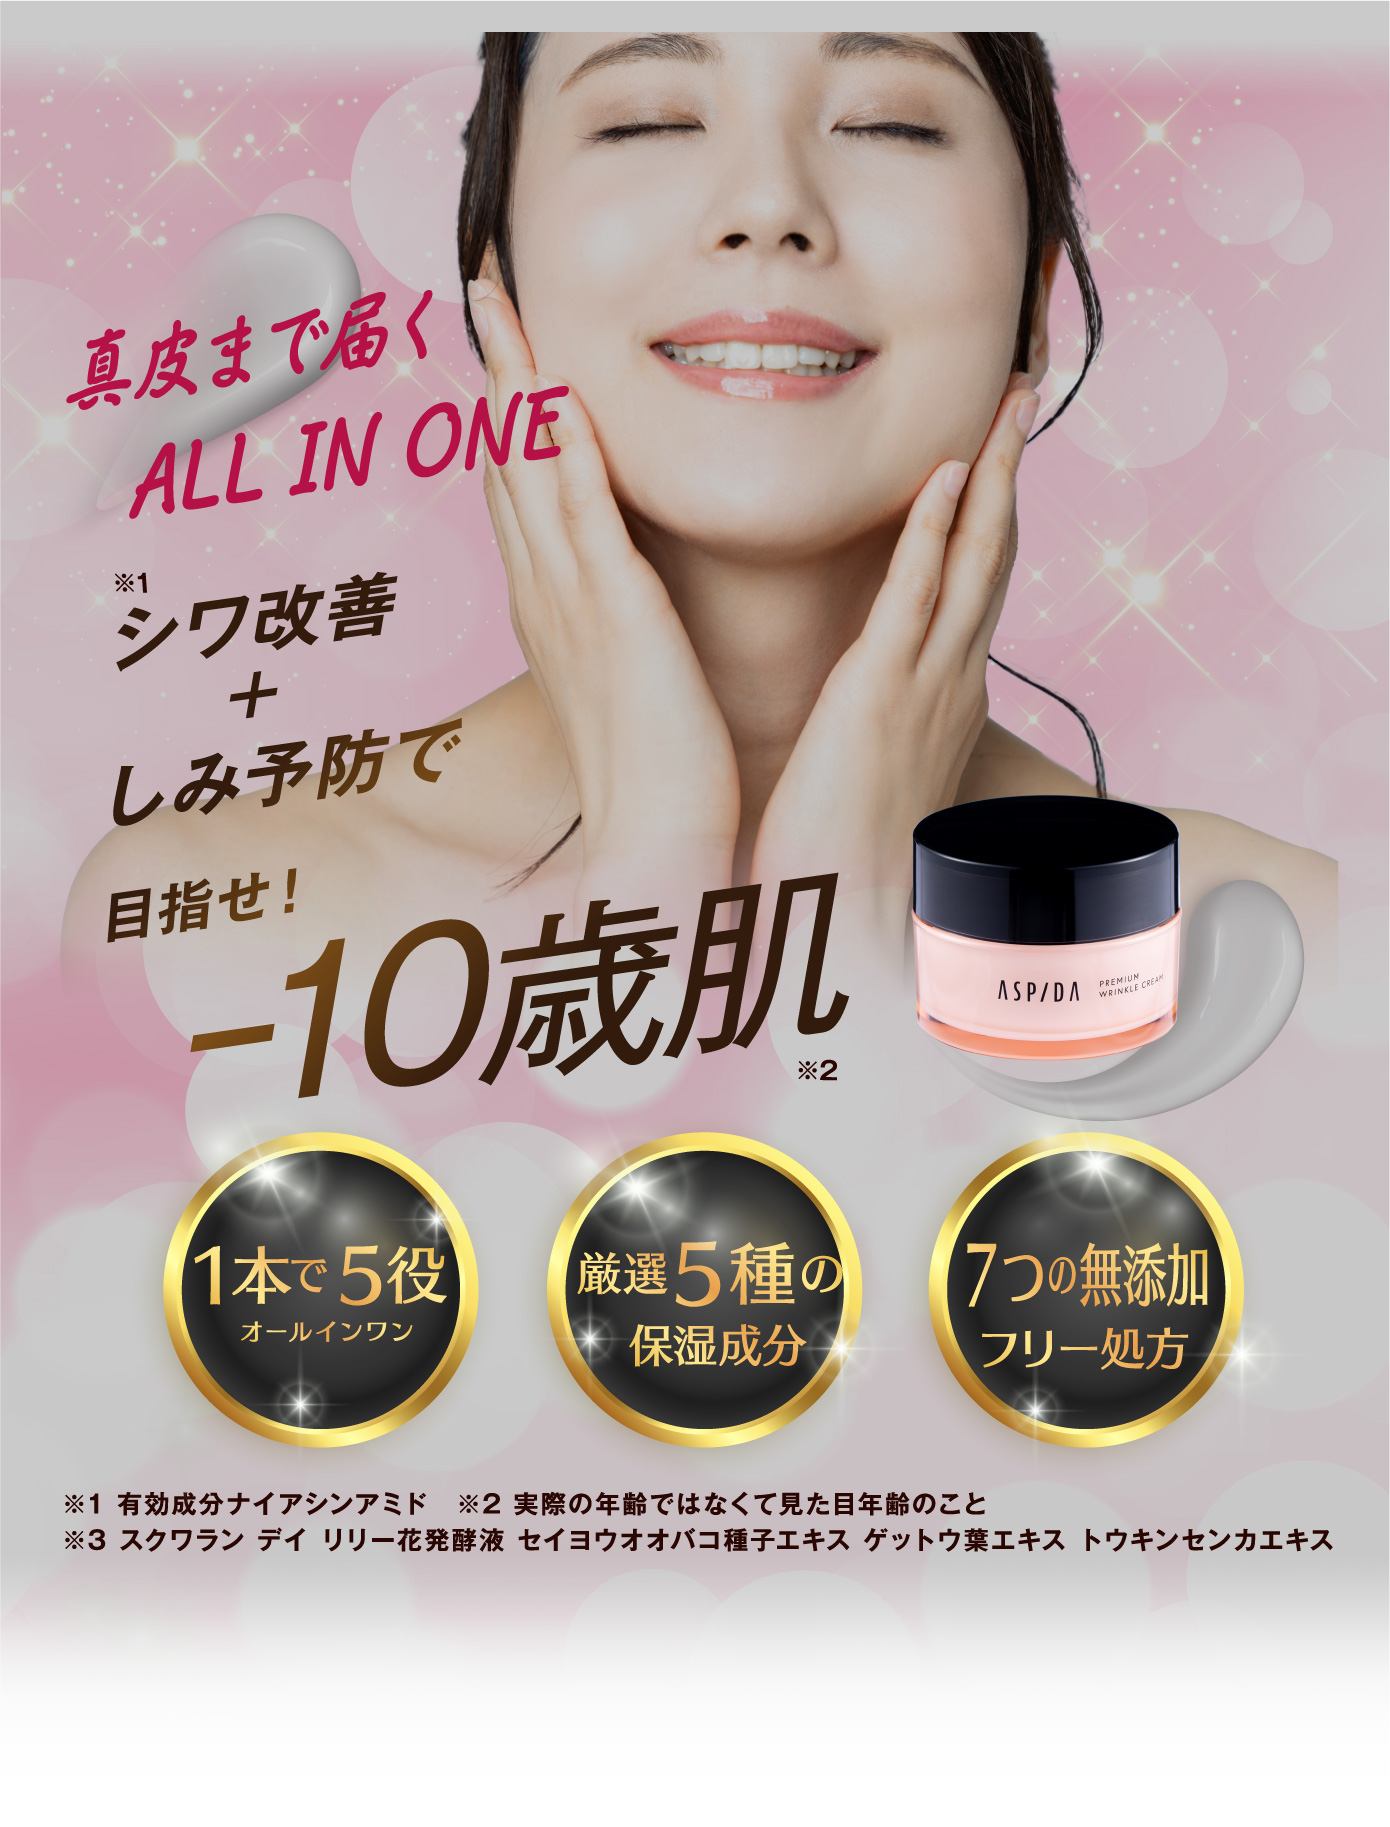 真皮まで届く
ALL IN ONE
※1
シワ改善
+
しみ予防で
目指せ！
-10歳肌
※2
ASPIDA
PREMIUM
WRINKLE CREAM
1本で5役
オールインワン
厳選5種の
保湿成分
7つの無添加
フリー処方
※1 有効成分ナイアシンアミド ※2 実際の年齢ではなくて見た目年齢のこと
※3 スクワラン デイ リリー花発酵液 セイヨウオオバコ種子エキス ゲットウ葉エキス トウキンセンカエキス